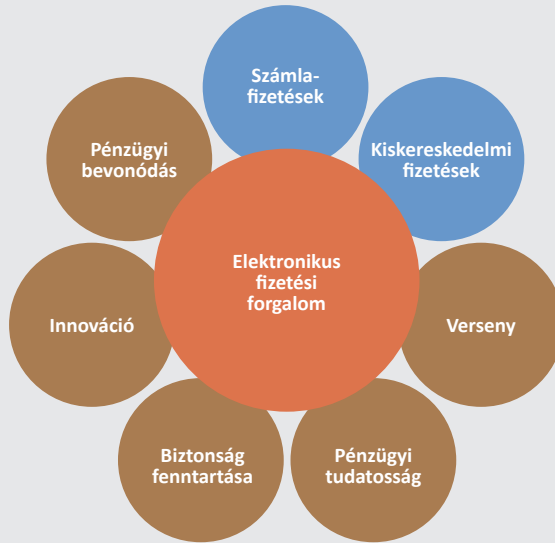 Számla-
fizetések
Kiskereskedelmi
fizetések
Pénzügyi
bevonódás
Elektronikus
fizetési
forgalom
Innováció
Verseny
Biztonság
fenntartása
Pénzügyi
tudatosság